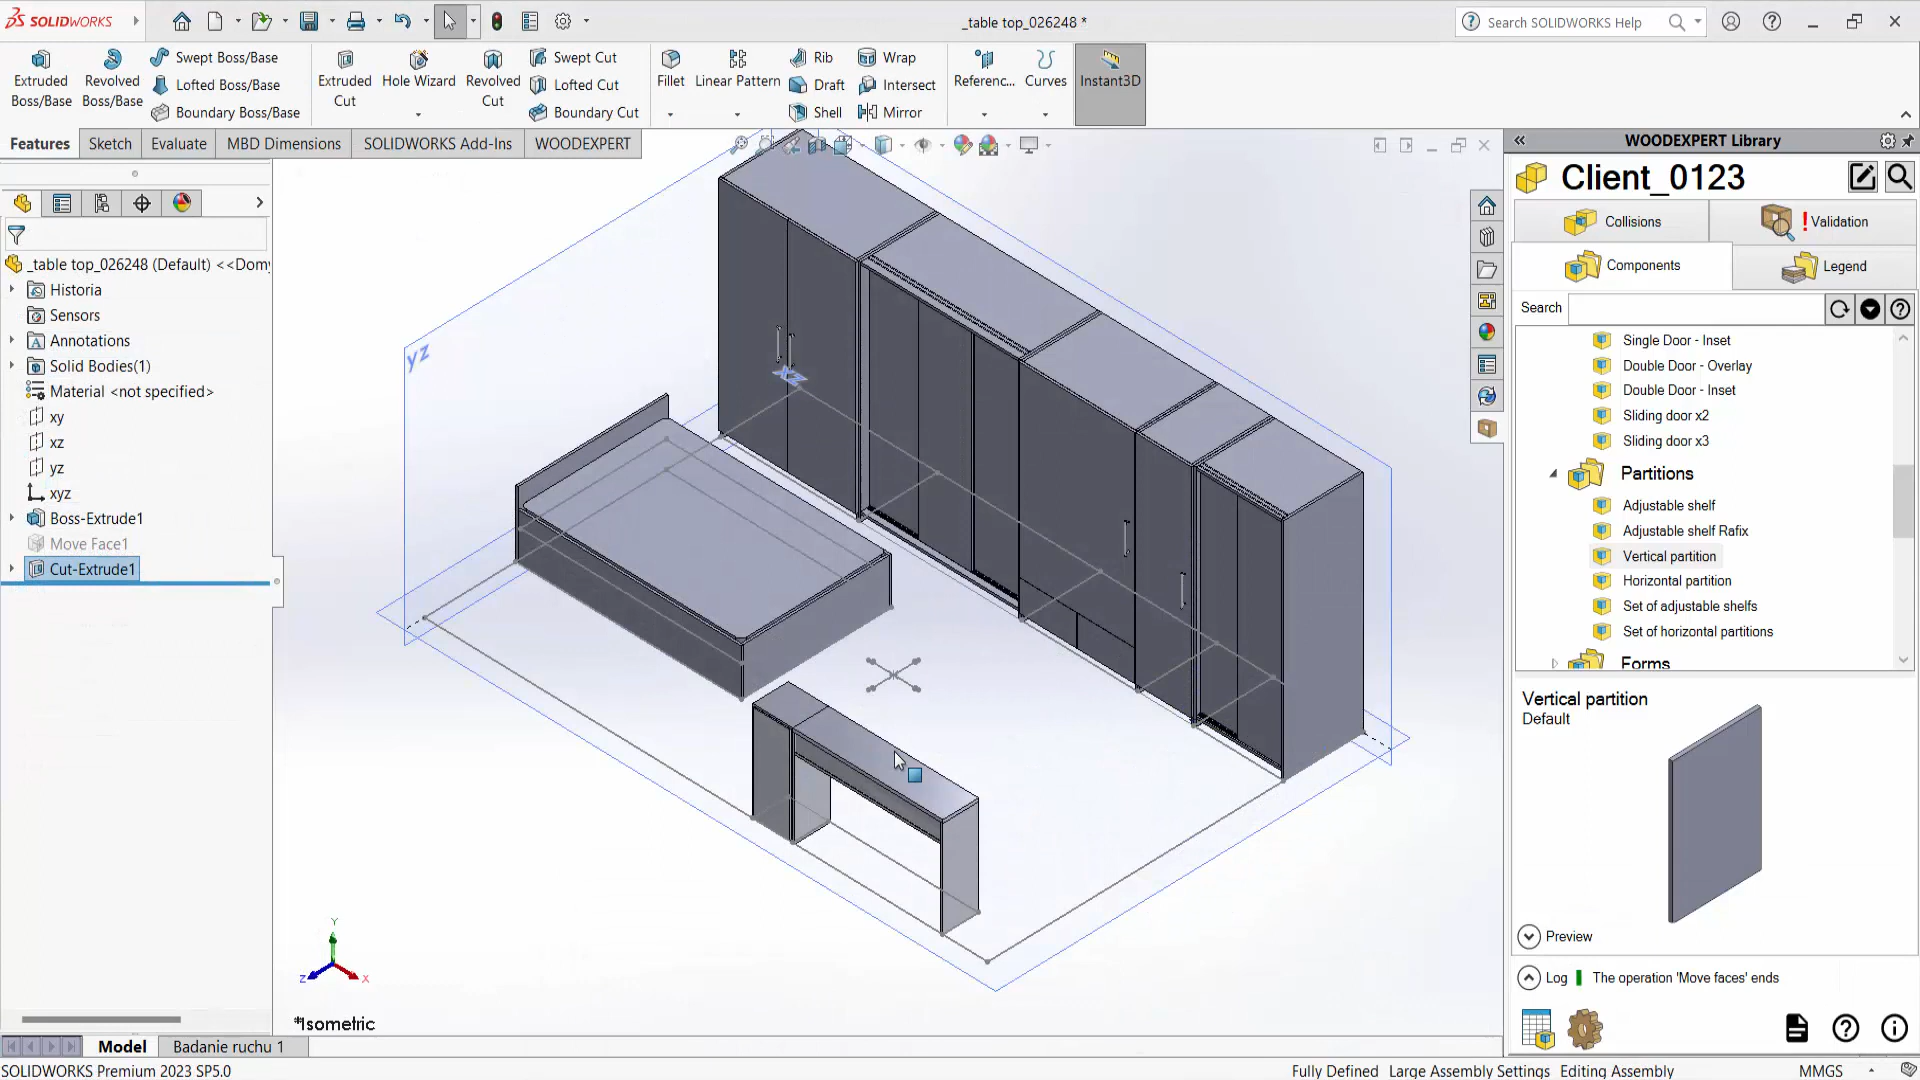 SOLIDWORKS
_table top_026248 *
Search SOLIDWORKS Help
Extruded Boss/Base
Revolved Boss/Base
Swept Boss/Base
Lofted Boss/Base
Boundary Boss/Base
Extruded Cut
Hole Wizard
Revolved Cut
Swept Cut
Lofted Cut
Boundary Cut
Fillet
Linear Pattern
Rib
Draft
Shell
Wrap
Intersect
Mirror
Referenc...
Curves
Instant3D
Features
Sketch
Evaluate
MBD Dimensions
SOLIDWORKS Add-Ins
WOODEXPERT
_table top_026248 (Default) <<Dom
Historia
Sensors
Annotations
Solid Bodies(1)
Material <not specified>
xy
xz
yz
xyz
Boss-Extrude1
Move Face1
Cut-Extrude1
yz
xz
Y
Z
X
*Isometric
WOODEXPERT Library
Client_0123
Collisions
! Validation
Components
Legend
Search
Single Door - Inset
Double Door - Overlay
Double Door - Inset
Sliding door x2
Sliding door x3
Partitions
Adjustable shelf
Adjustable shelf Rafix
Vertical partition
Horizontal partition
Set of adjustable shelfs
Set of horizontal partitions
Forms
Vertical partition
Default
Preview
Log
The operation 'Move faces' ends
Model
Badanie ruchu 1
SOLIDWORKS Premium 2023 SP5.0
Fully Defined
Large Assembly Settings
Editing Assembly
MMGS